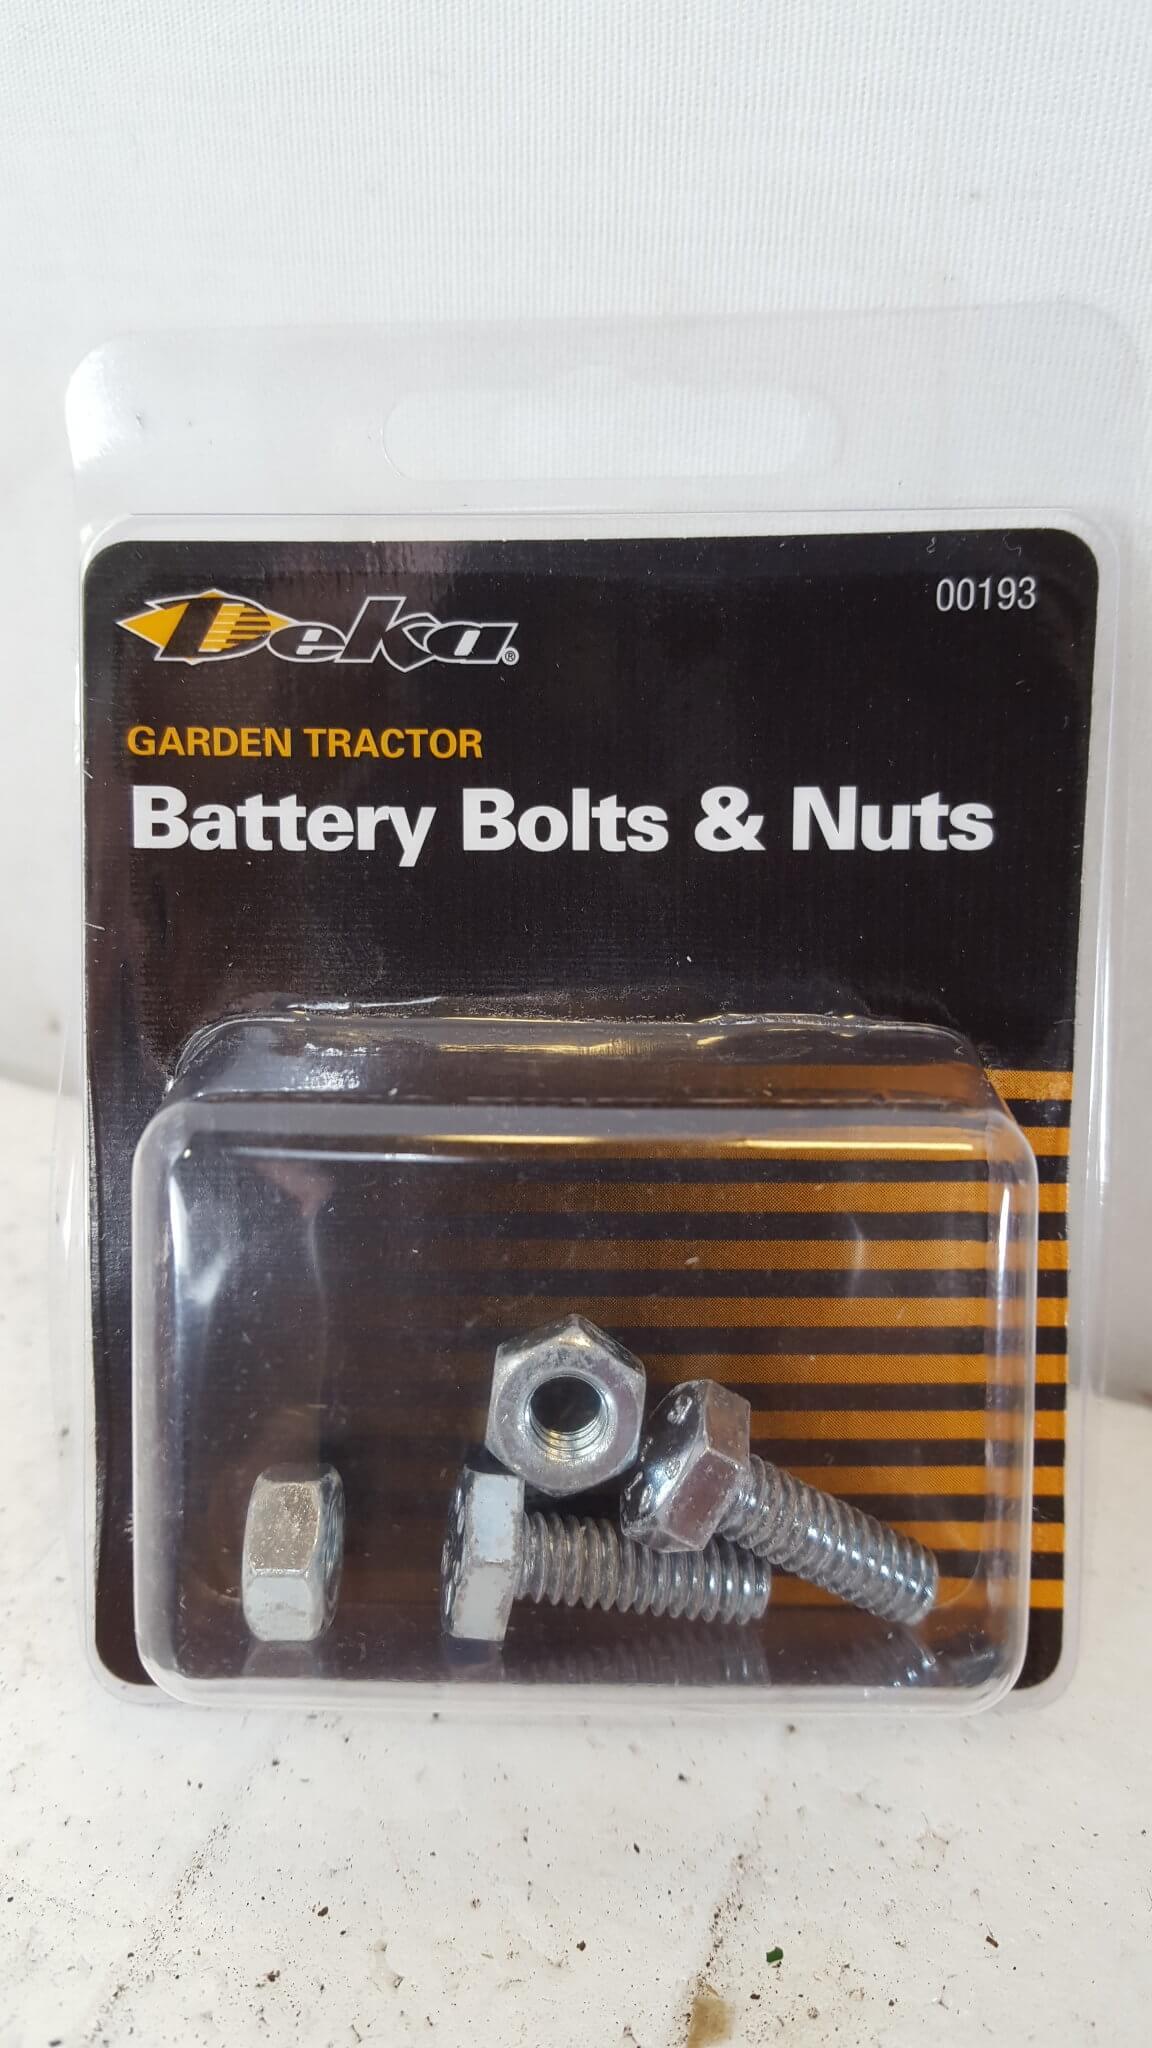 Deka®
00193
GARDEN TRACTOR
Battery Bolts & Nuts